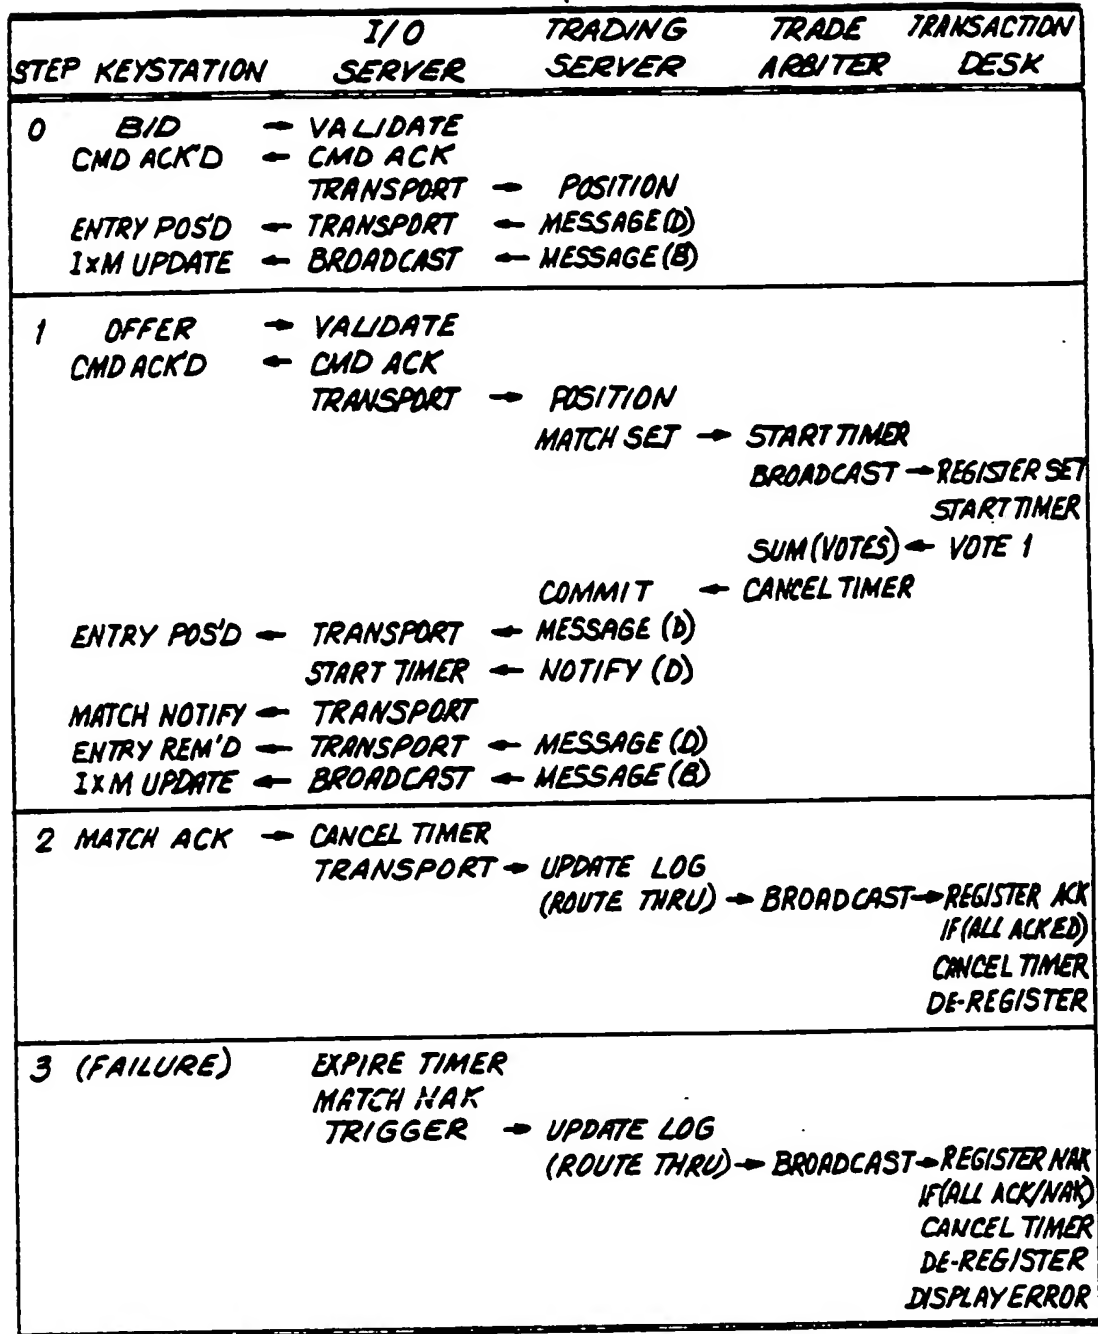 I/O TRADING TRADE TRANSACTION
STEP KEYSTATION SERVER SERVER ARBITER DESK
0 BID → VALIDATE
CMD ACK'D ← CMD ACK
TRANSPORT → POSITION
ENTRY POS'D ← TRANSPORT ← MESSAGE(D)
IxM UPDATE ← BROADCAST ← MESSAGE(B)
1 OFFER → VALIDATE
CMD ACK'D ← CMD ACK
TRANSPORT → POSITION
MATCH SET → START TIMER
BROADCAST → REGISTER SET
START TIMER
SUM(VOTES) ← VOTE 1
COMMIT ← CANCEL TIMER
ENTRY POS'D ← TRANSPORT ← MESSAGE (D)
START TIMER ← NOTIFY (D)
MATCH NOTIFY ← TRANSPORT
ENTRY REM'D ← TRANSPORT ← MESSAGE (D)
IxM UPDATE ← BROADCAST ← MESSAGE (B)
2 MATCH ACK → CANCEL TIMER
TRANSPORT → UPDATE LOG
(ROUTE THRU) → BROADCAST → REGISTER ACK
IF(ALL ACKED)
CANCEL TIMER
DE-REGISTER
3 (FAILURE) EXPIRE TIMER
MATCH NAK
TRIGGER → UPDATE LOG
(ROUTE THRU) → BROADCAST → REGISTER NAK
IF(ALL ACK/NAK)
CANCEL TIMER
DE-REGISTER
DISPLAY ERROR